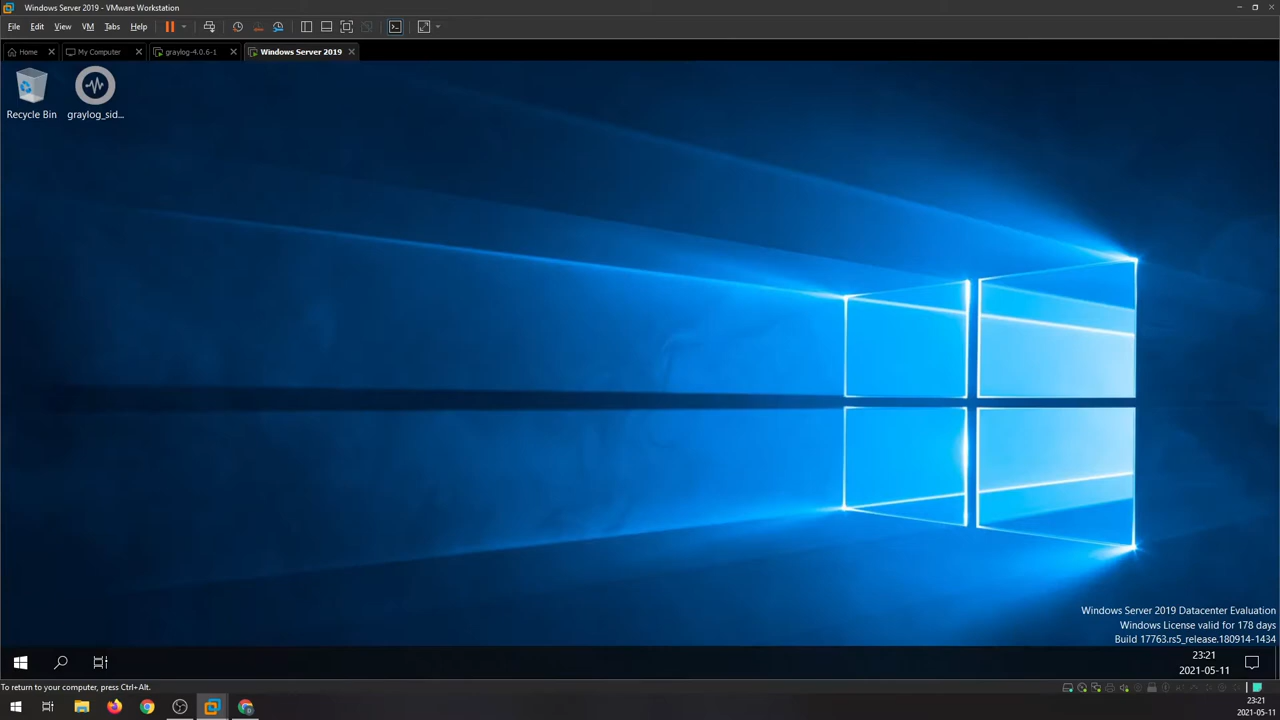 Windows Server 2019 - VMware Workstation
File Edit View VM Tabs Help
Home My Computer graylog-4.0.6-1 Windows Server 2019
Recycle Bin graylog_sid...
Windows Server 2019 Datacenter Evaluation
Windows License valid for 178 days
Build 17763.rs5_release.180914-1434
23:21
2021-05-11
To return to your computer, press Ctrl+Alt.
23:21
2021-05-11